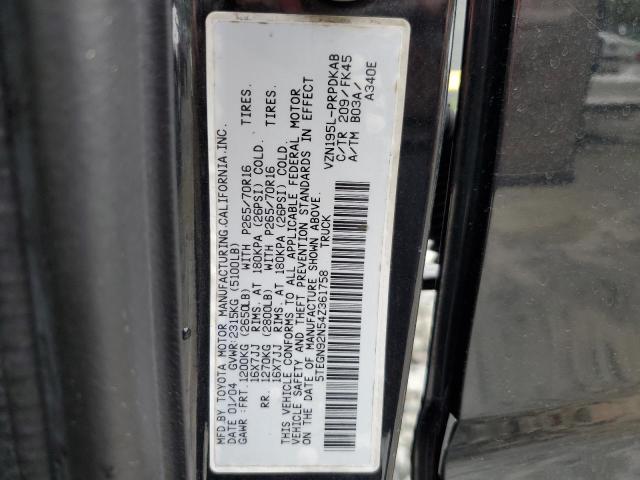 MFD BY TOYOTA MOTOR MANUFACTURING.CALIFORNIA.INC.
DATE 01/04 GVWR:2315KG (5100LB)
GAWR :FRT.1200KG (2650LB) WITH P265/70R16 TIRES.
16X7JJ RIMS. AT 180KPA (26PSI) COLD.
RR. 1270KG (2800LB) WITH P265/70R16 TIRES.
16X7JJ RIMS. AT 180KPA (26PSI) COLD.
THIS VEHICLE CONFORMS TO ALL APPLICABLE FEDERAL MOTOR
VEHICLE SAFETY AND THEFT PREVENTION STANDARDS IN EFFECT
ON THE DATE OF MANUFACTURE SHOWN ABOVE.
5TEGN92N54Z361758 TRUCK
VZN195L-PRPDKAB
C/TR 209/FK45
A/TM B03A/
A340E